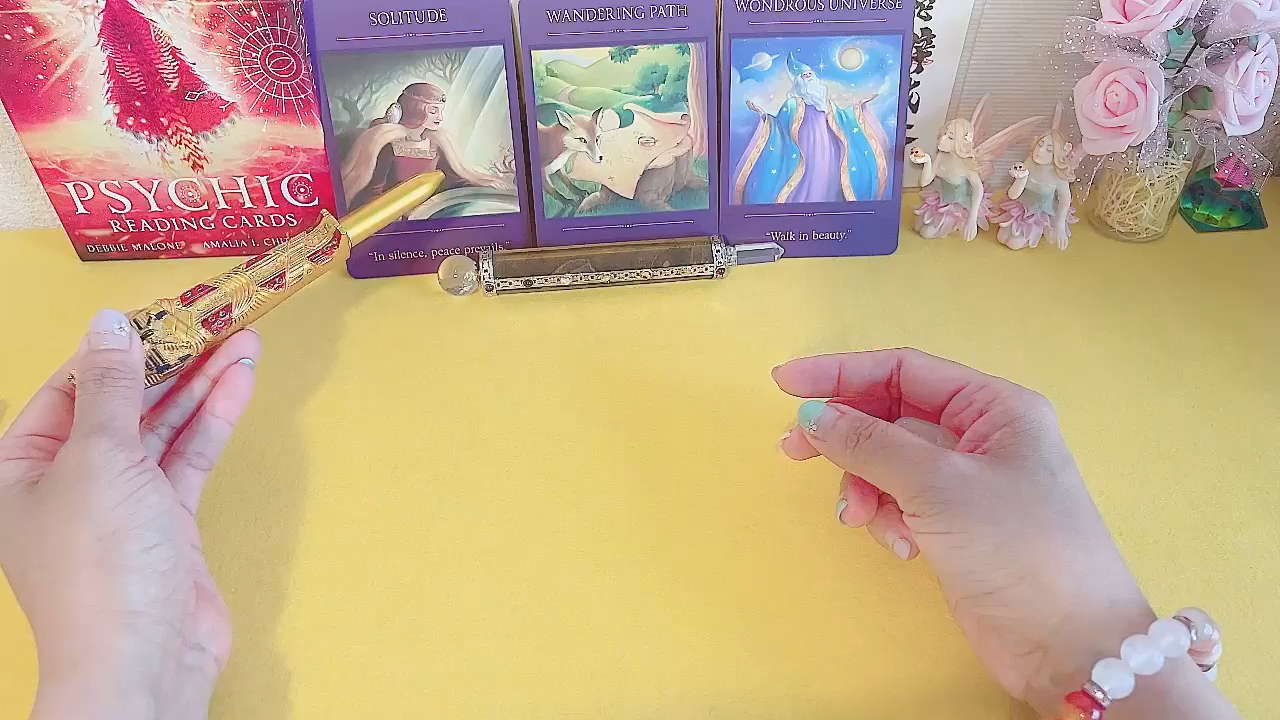 PSYCHIC
READING CARDS
DEBBIE MALONE AMALIA I.
SOLITUDE
"In silence, peace prevails."
WANDERING PATH
WONDROUS UNIVERSE
"Walk in beauty."